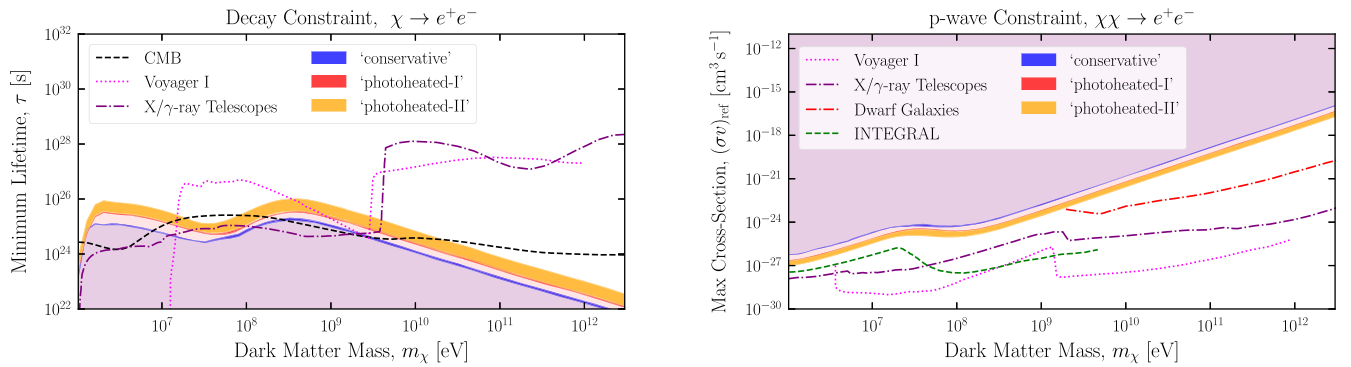 Decay Constraint, χ → e⁺e⁻
Minimum Lifetime, τ [s]
10³²
10³⁰
10²⁸
10²⁶
10²⁴
10²²
CMB
Voyager I
X/γ-ray Telescopes
‘conservative’
‘photoheated-I’
‘photoheated-II’
10⁷ 10⁸ 10⁹ 10¹⁰ 10¹¹ 10¹²
Dark Matter Mass, m_χ [eV]
p-wave Constraint, χχ → e⁺e⁻
Max Cross-Section, (σv)_ref [cm³ s⁻¹]
10⁻¹²
10⁻¹⁵
10⁻¹⁸
10⁻²¹
10⁻²⁴
10⁻²⁷
10⁻³⁰
Voyager I
X/γ-ray Telescopes
Dwarf Galaxies
INTEGRAL
‘conservative’
‘photoheated-I’
‘photoheated-II’
10⁷ 10⁸ 10⁹ 10¹⁰ 10¹¹ 10¹²
Dark Matter Mass, m_χ [eV]